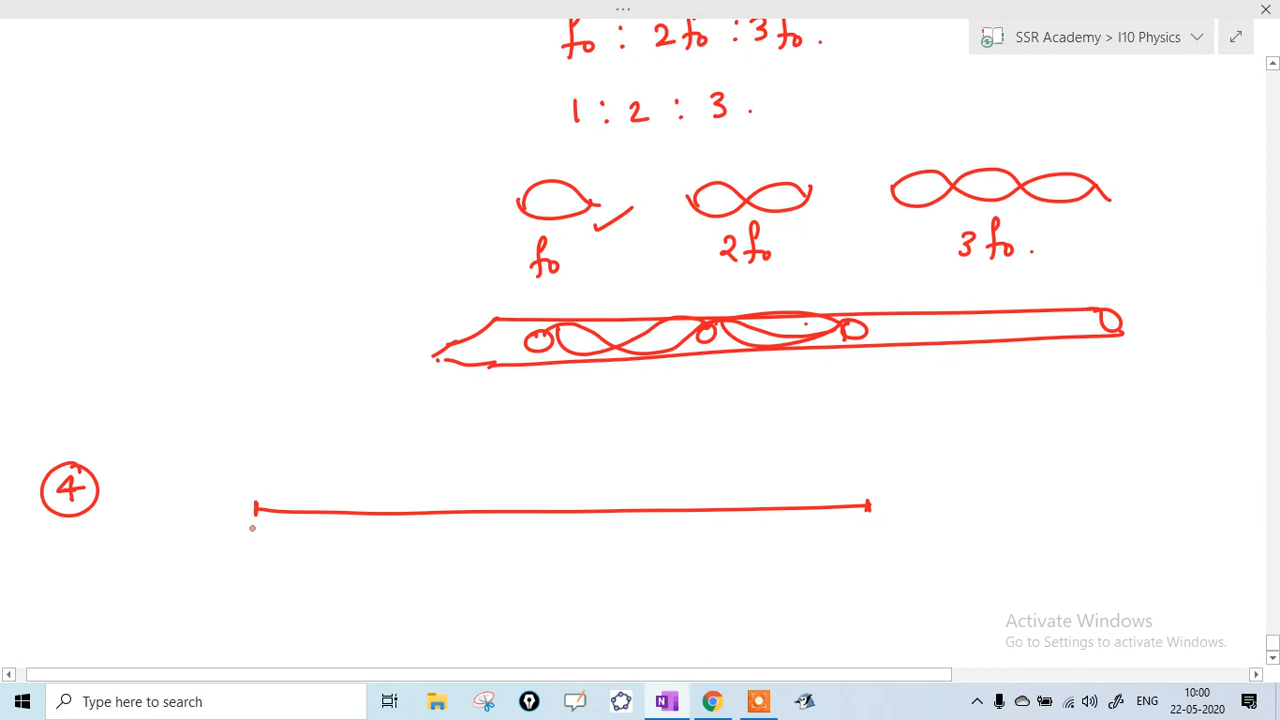 ...
SSR Academy > I10 Physics
f₀ : 2f₀ : 3f₀ .
1 : 2 : 3 .
f₀ 2f₀ 3f₀ .
4
Activate Windows
Go to Settings to activate Windows.
Type here to search
ENG
10:00
22-05-2020